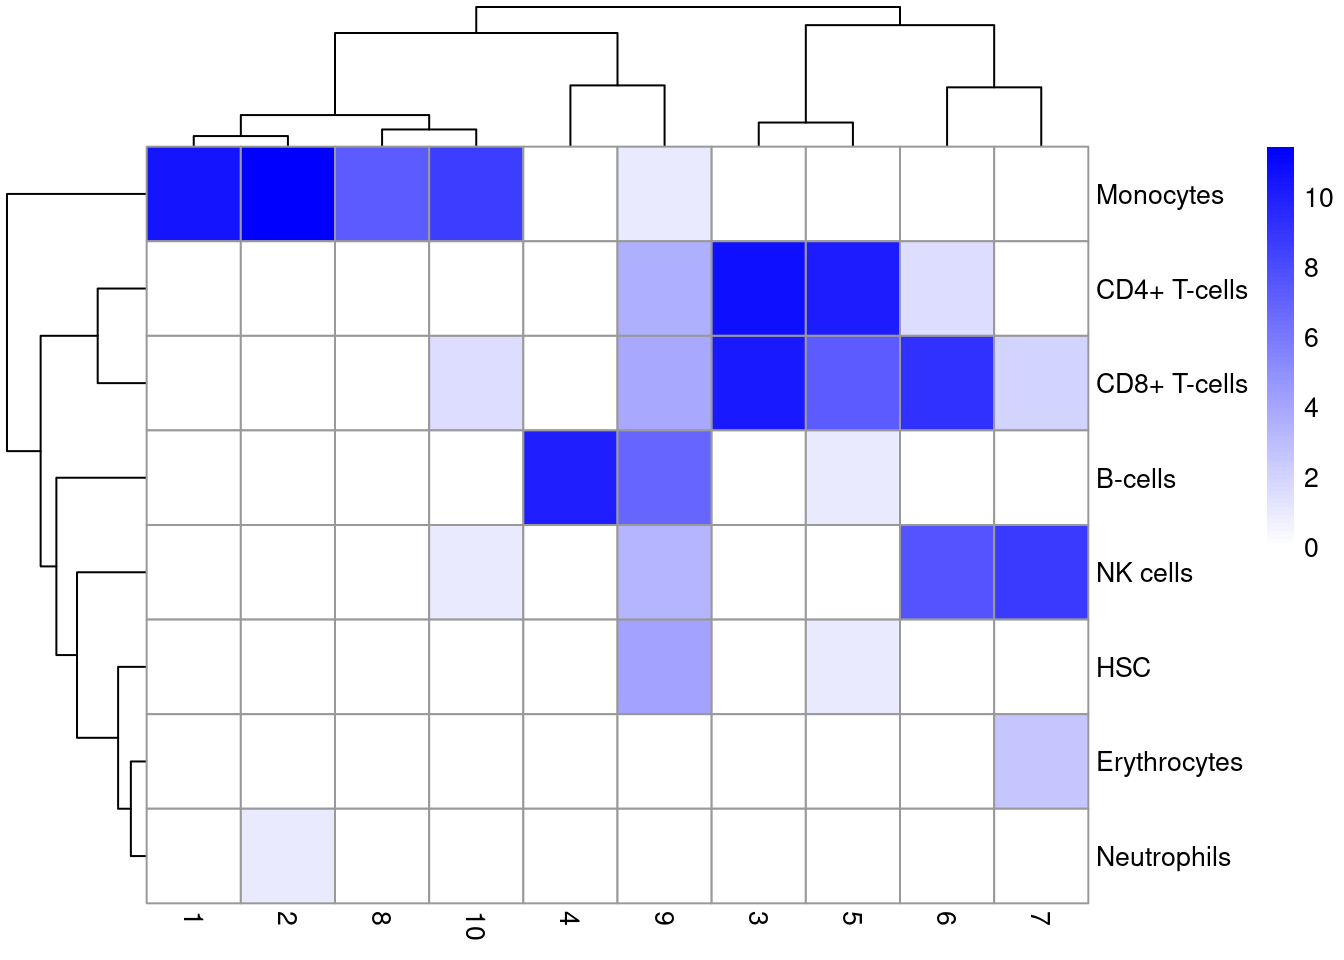 Monocytes
CD4+ T-cells
CD8+ T-cells
B-cells
NK cells
HSC
Erythrocytes
Neutrophils
1 2 8 10 4 9 3 5 6 7
10
8
6
4
2
0